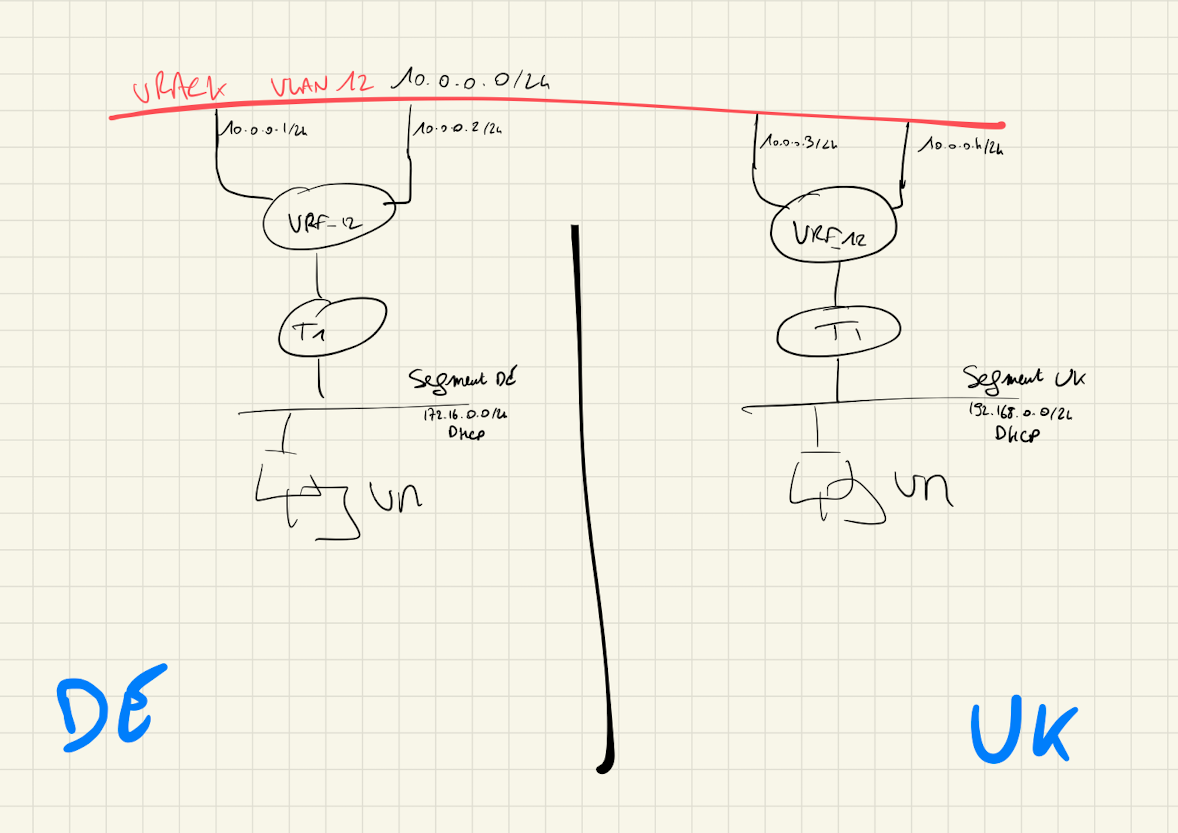 VRACK VLAN 12 10.0.0.0/24
10.0.0.1/24
10.0.0.2/24
10.0.0.3/24
10.0.0.4/24
VRF_12
VRF_12
T1
T1
Segment DE
172.16.0.0/24
DHCP
Segment UK
192.168.0.0/24
DHCP
VM
VM
DE
UK